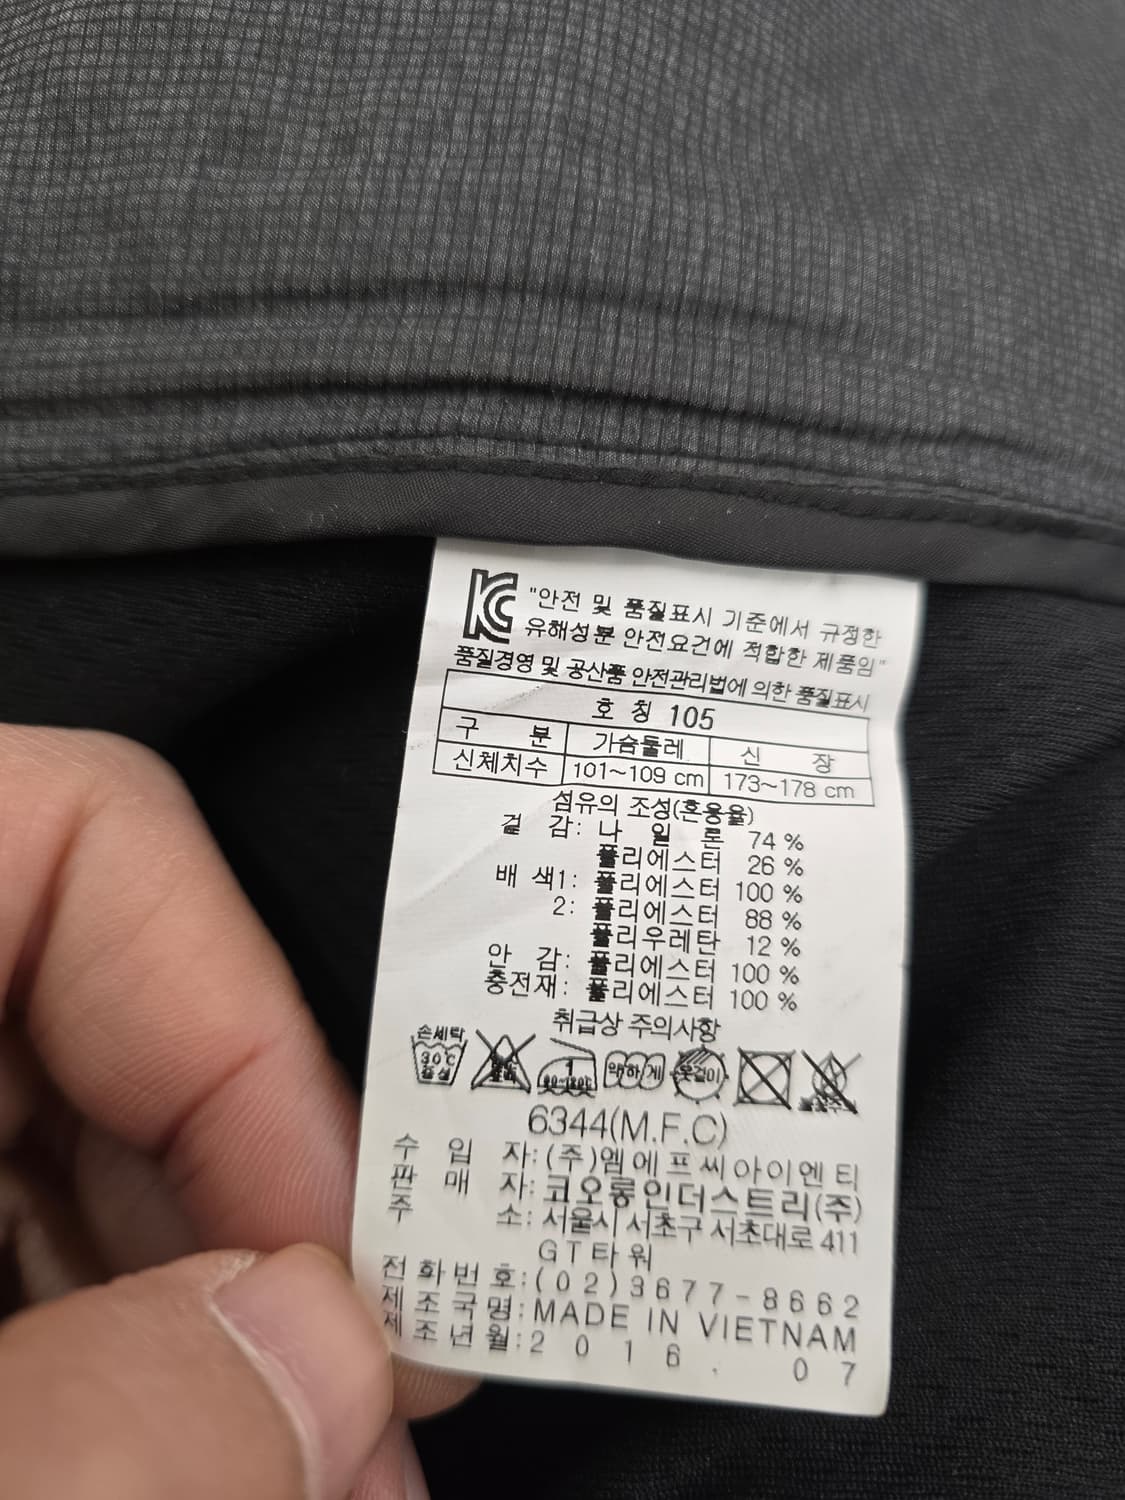 "안전 및 품질표시 기준에서 규정한
유해성분 안전요건에 적합한 제품임"
품질경영 및 공산품 안전관리법에 의한 품질표시
호 칭 105
구 분 가슴둘레 신 장
신체치수 101~109 cm 173~178 cm
섬유의 조성(혼용율)
겉 감: 나 일 론 74 %
폴리에스터 26 %
배 색1: 폴리에스터 100 %
2: 폴리에스터 88 %
폴리우레탄 12 %
안 감: 폴리에스터 100 %
충전재: 폴리에스터 100 %
취급상 주의사항
손세탁
30℃
중성
약하게
옷걸이
6344(M.F.C)
수 입 자: (주)엠에프씨아이엔티
판 매 자: 코오롱인더스트리(주)
주 소: 서울시 서초구 서초대로 411
GT타워
전화번호:(02)3677-8662
제조국명:MADE IN VIETNAM
제조년월:2016. 07